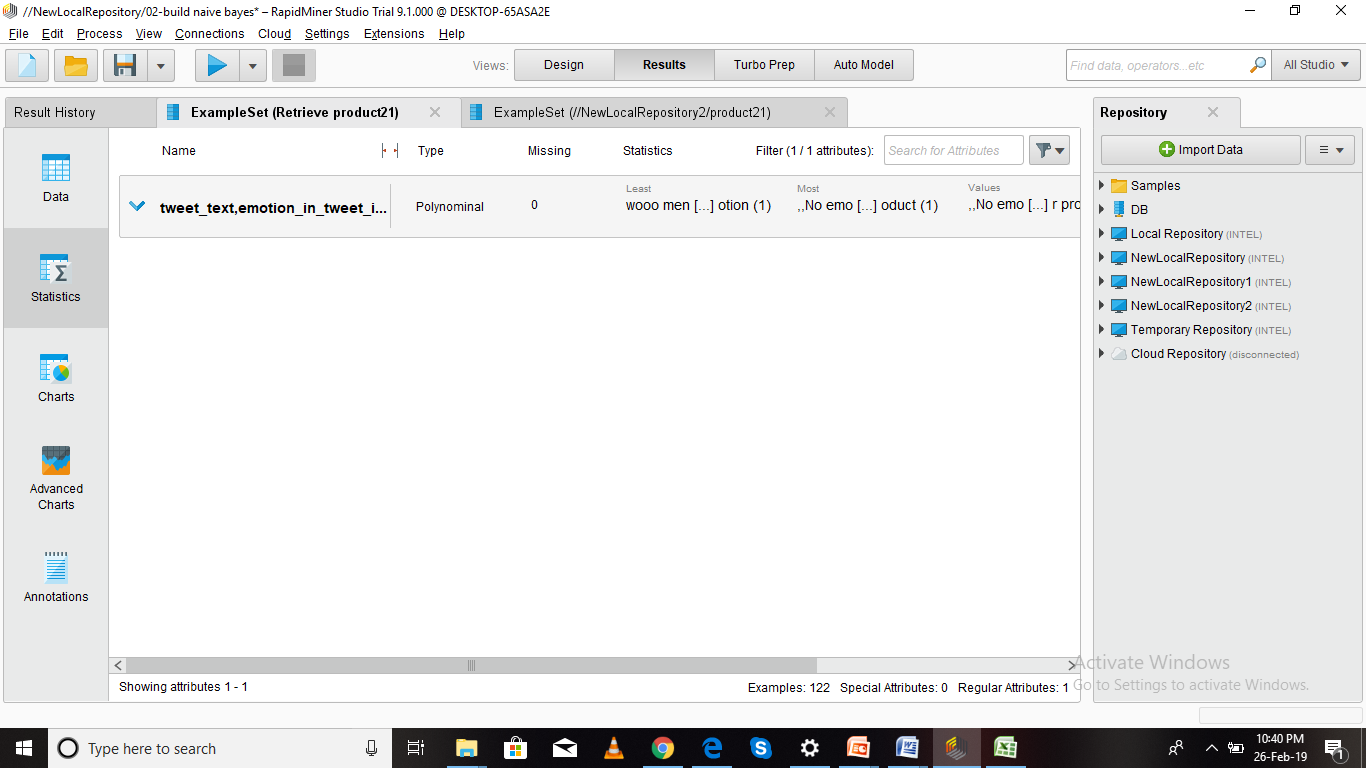 //NewLocalRepository/02-build naive bayes* – RapidMiner Studio Trial 9.1.000 @ DESKTOP-65ASA2E
File Edit Process View Connections Cloud Settings Extensions Help
Views: Design Results Turbo Prep Auto Model Find data, operators...etc All Studio
Result History ExampleSet (Retrieve product21) ExampleSet (//NewLocalRepository2/product21) Repository
Name Type Missing Statistics Filter (1 / 1 attributes): Search for Attributes Import Data
Data
Least Most Values
tweet_text,emotion_in_tweet_i... Polynominal 0 wooo men [...] otion (1) ,,No emo [...] oduct (1) ,,No emo [...] r pro
Statistics
Charts
Advanced
Charts
Annotations
Samples
DB
Local Repository (INTEL)
NewLocalRepository (INTEL)
NewLocalRepository1 (INTEL)
NewLocalRepository2 (INTEL)
Temporary Repository (INTEL)
Cloud Repository (disconnected)
Activate Windows
Go to Settings to activate Windows.
Showing attributes 1 - 1 Examples: 122 Special Attributes: 0 Regular Attributes: 1
Type here to search
10:40 PM
26-Feb-19
1